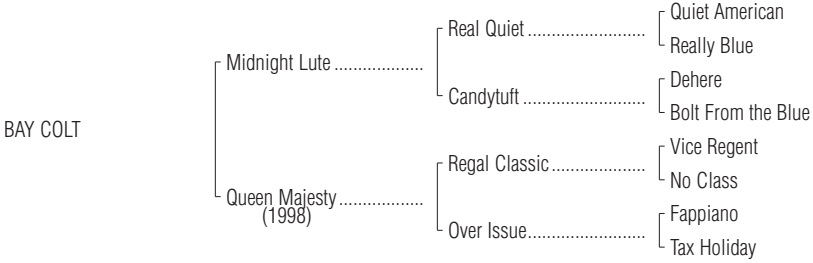 Quiet American
Real Quiet .........................
Really Blue
Midnight Lute ...................
Dehere
Candytuft ..........................
Bolt From the Blue
BAY COLT
Vice Regent
Regal Classic ....................
No Class
Queen Majesty ..................
(1998)
Fappiano
Over Issue.........................
Tax Holiday